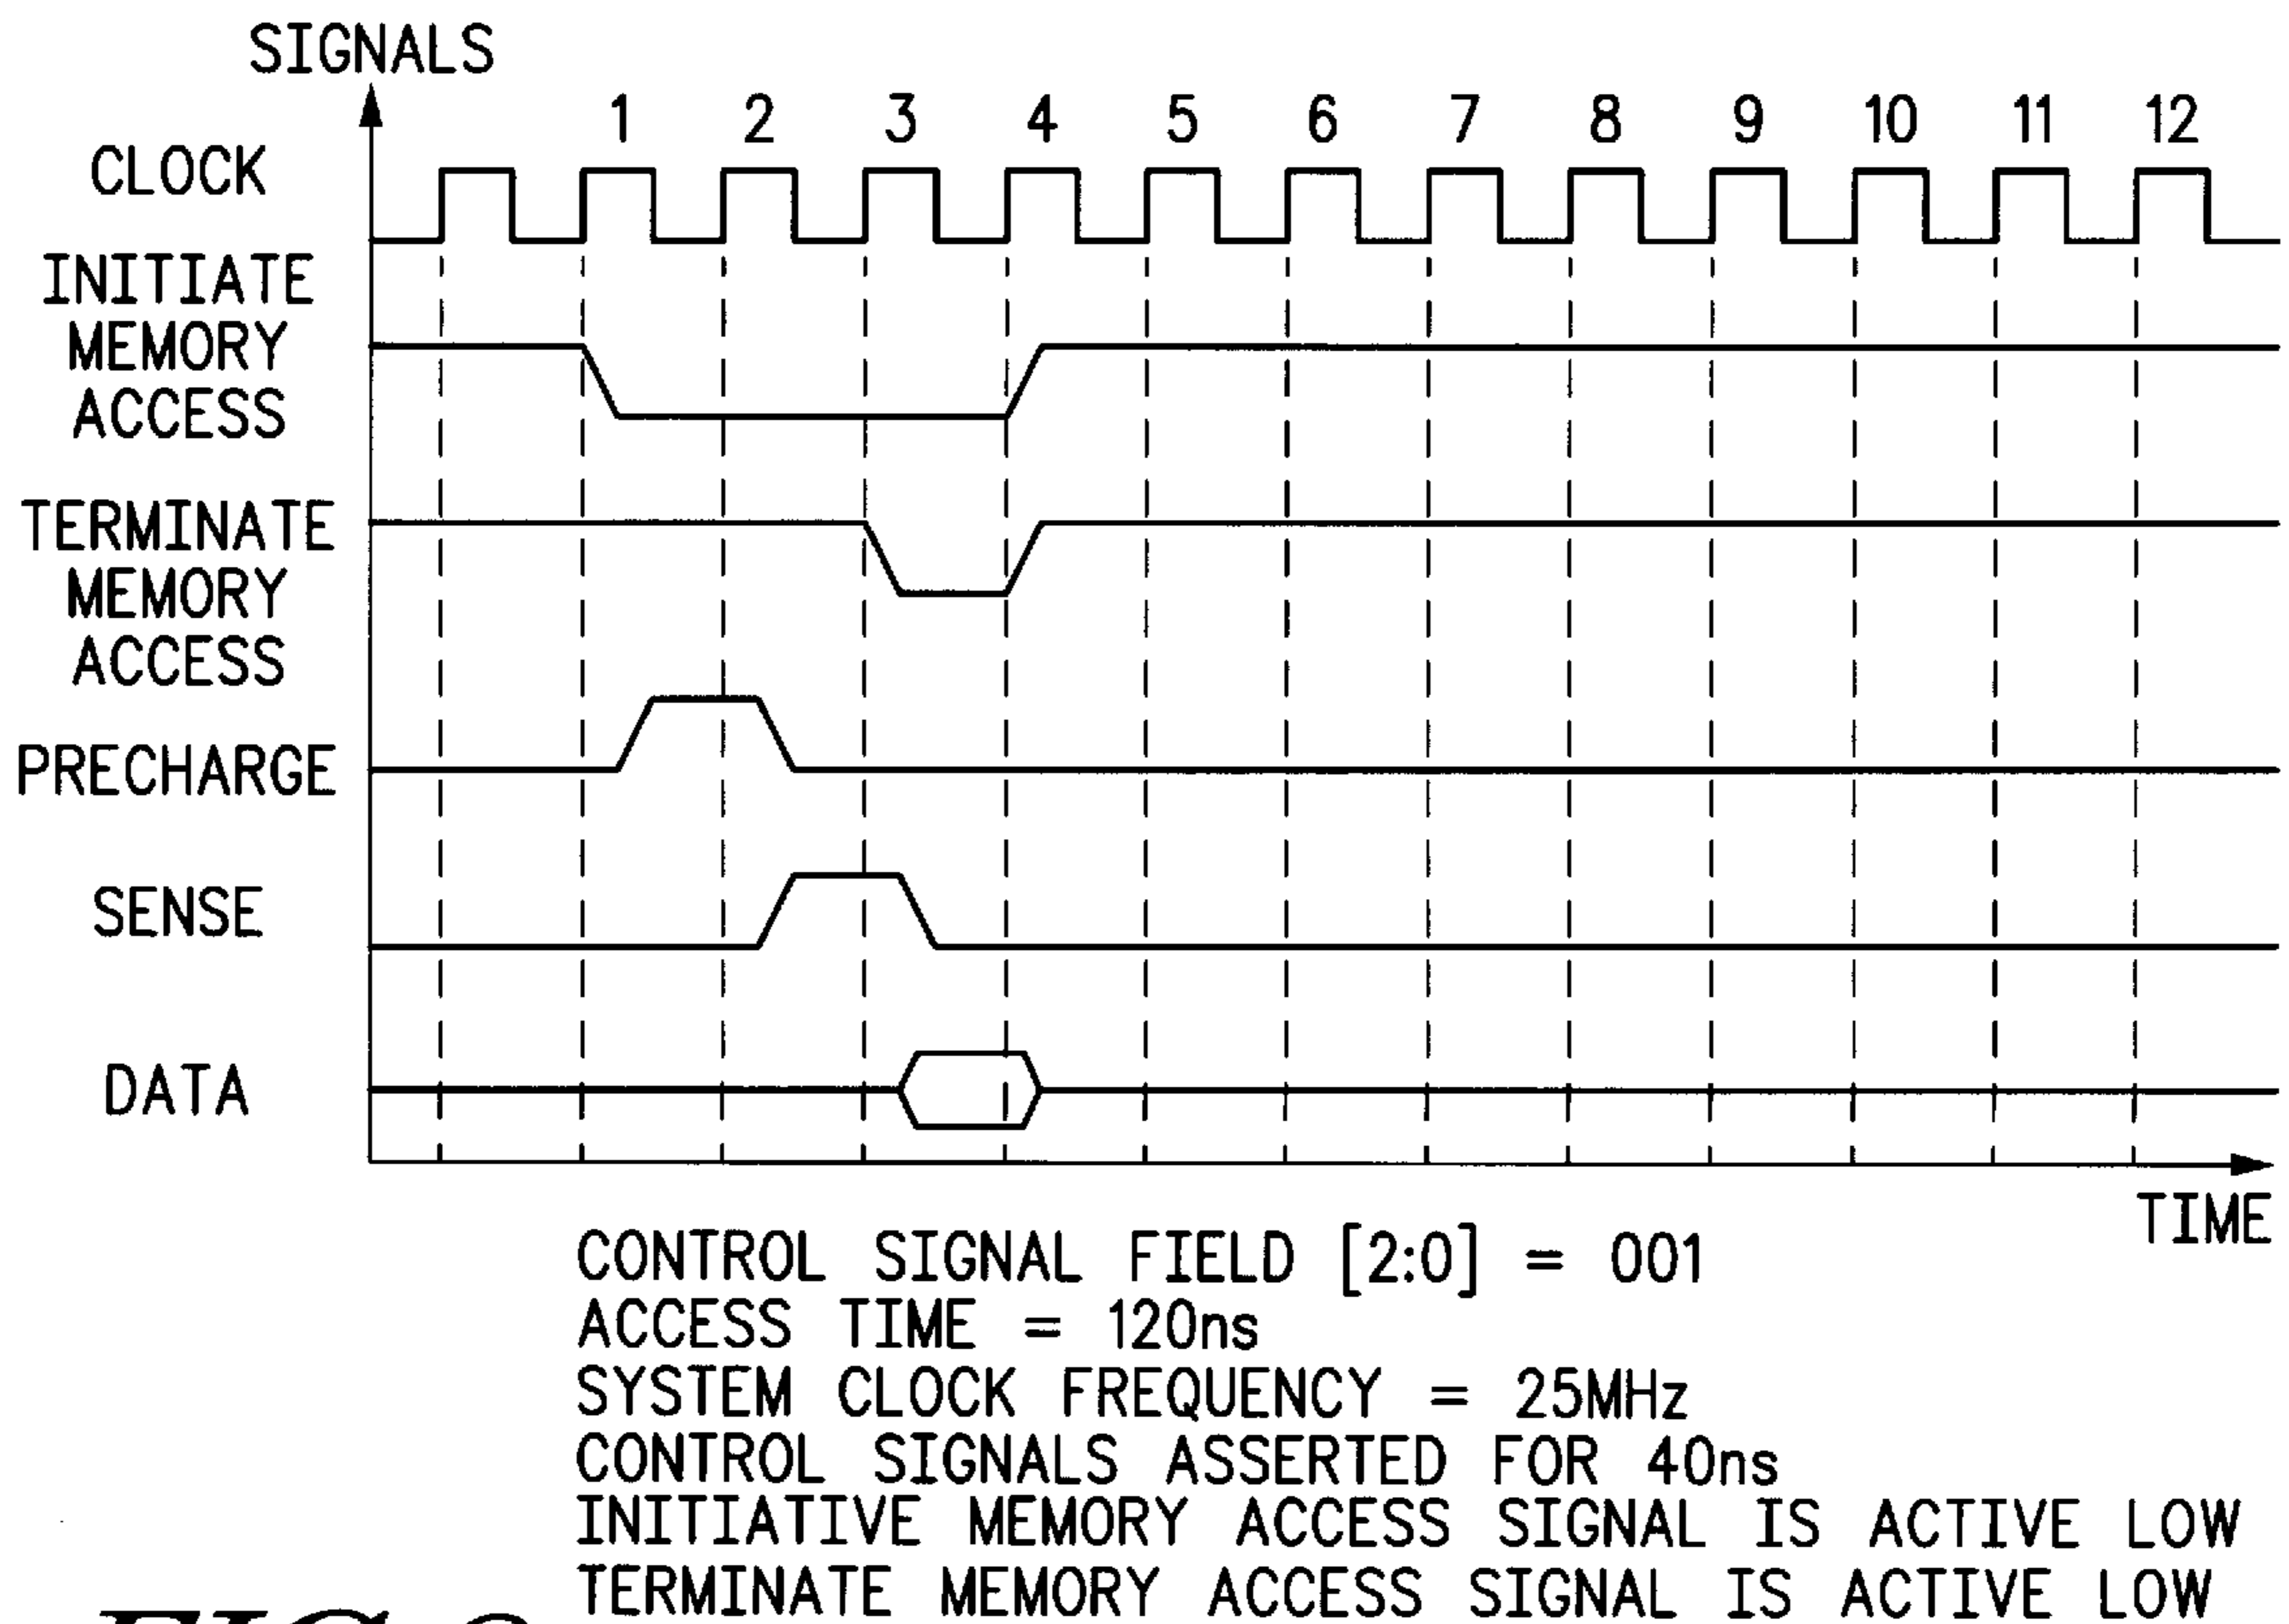 SIGNALS
1 2 3 4 5 6 7 8 9 10 11 12
CLOCK
INITIATE
MEMORY
ACCESS
TERMINATE
MEMORY
ACCESS
PRECHARGE
SENSE
DATA
TIME
CONTROL SIGNAL FIELD [2:0] = 001
ACCESS TIME = 120ns
SYSTEM CLOCK FREQUENCY = 25MHz
CONTROL SIGNALS ASSERTED FOR 40ns
INITIATIVE MEMORY ACCESS SIGNAL IS ACTIVE LOW
TERMINATE MEMORY ACCESS SIGNAL IS ACTIVE LOW